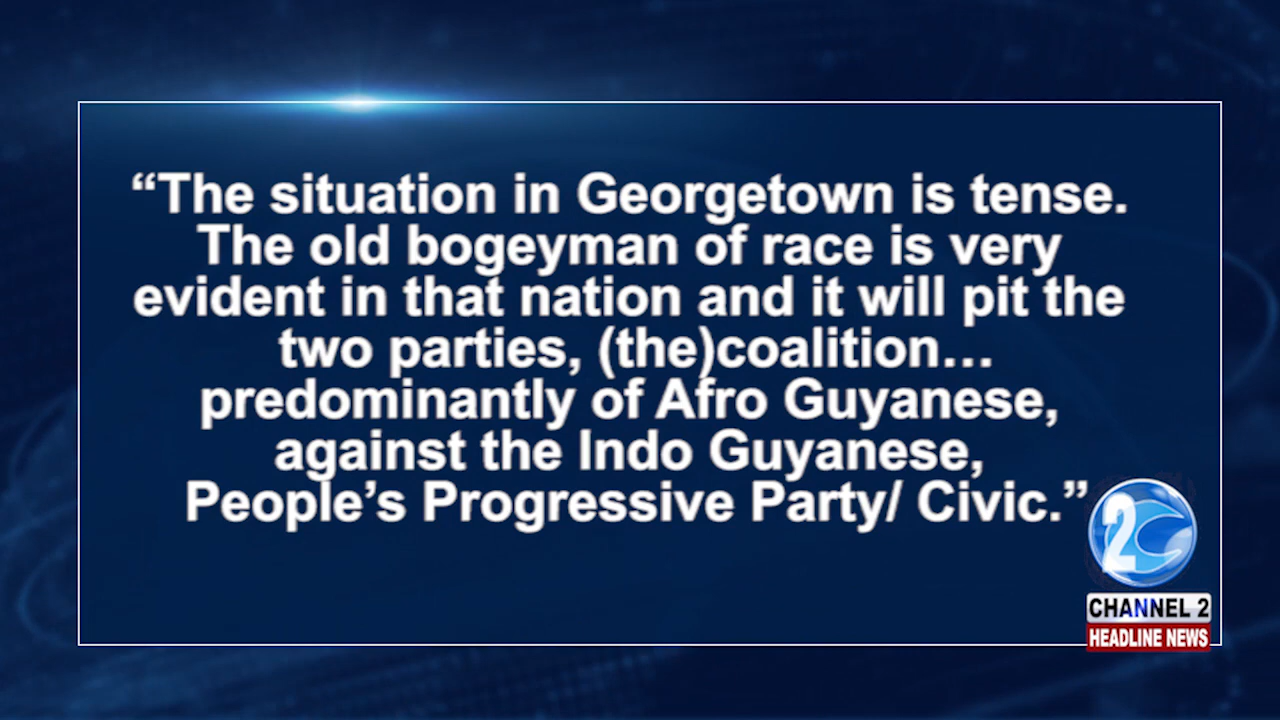 “The situation in Georgetown is tense.
The old bogeyman of race is very
evident in that nation and it will pit the
two parties, (the)coalition…
predominantly of Afro Guyanese,
against the Indo Guyanese,
People’s Progressive Party/ Civic.”
2
CHANNEL 2
HEADLINE NEWS